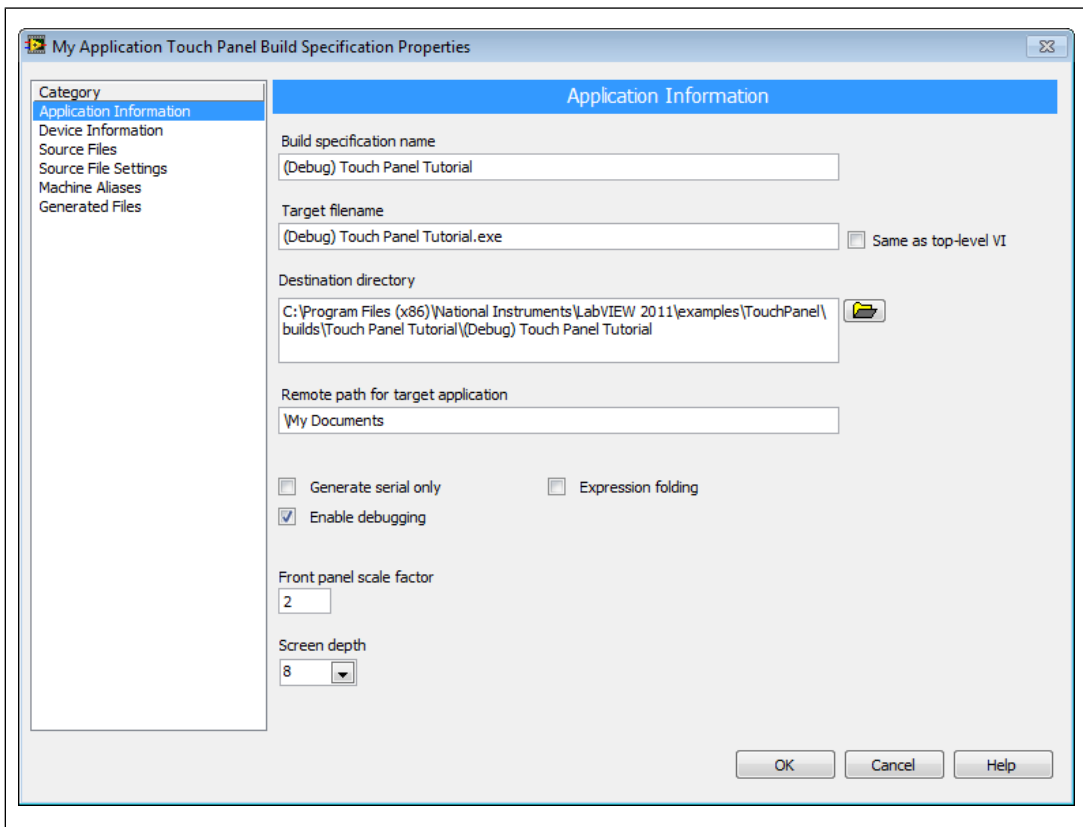 My Application Touch Panel Build Specification Properties
Category
Application Information
Device Information
Source Files
Source File Settings
Machine Aliases
Generated Files
Application Information
Build specification name
(Debug) Touch Panel Tutorial
Target filename
(Debug) Touch Panel Tutorial.exe
Same as top-level VI
Destination directory
C:\Program Files (x86)\National Instruments\LabVIEW 2011\examples\TouchPanel\
builds\Touch Panel Tutorial\(Debug) Touch Panel Tutorial
Remote path for target application
\My Documents
Generate serial only
Expression folding
Enable debugging
Front panel scale factor
2
Screen depth
8
OK
Cancel
Help